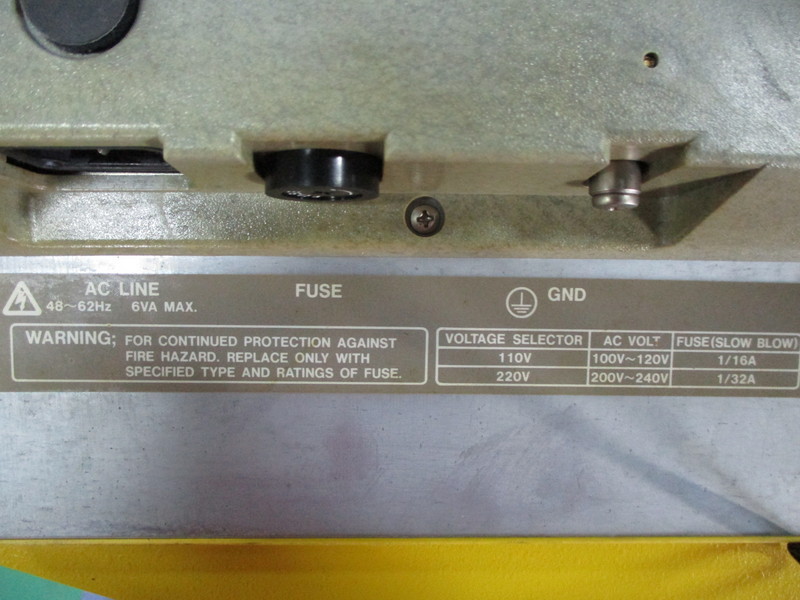 AC LINE FUSE GND
48~62Hz 6VA MAX.
WARNING; FOR CONTINUED PROTECTION AGAINST
FIRE HAZARD. REPLACE ONLY WITH
SPECIFIED TYPE AND RATINGS OF FUSE.
VOLTAGE SELECTOR AC VOLT FUSE(SLOW BLOW)
110V 100V~120V 1/16A
220V 200V~240V 1/32A